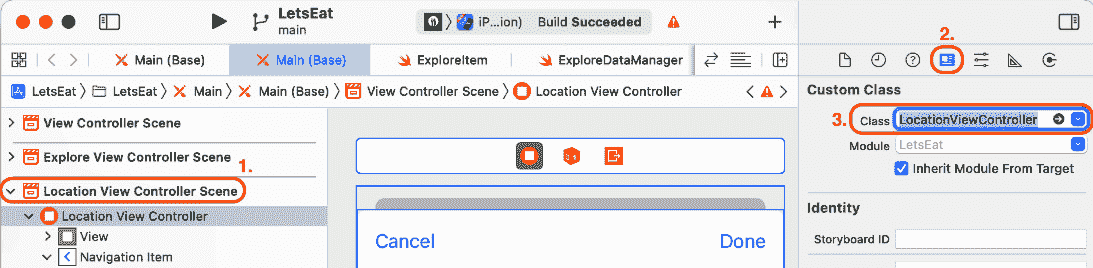 LetsEat
main
iP...ion) Build Succeeded
2.
Main (Base)
Main (Base)
ExploreItem
ExploreDataManager
LetsEat
LetsEat
Main
Main (Base)
View Controller Scene
Location View Controller
Custom Class
3.
Class LocationViewController
Module LetsEat
Inherit Module From Target
View Controller Scene
Explore View Controller Scene
1.
Location View Controller Scene
Location View Controller
View
Navigation Item
Cancel
Done
Identity
Storyboard ID